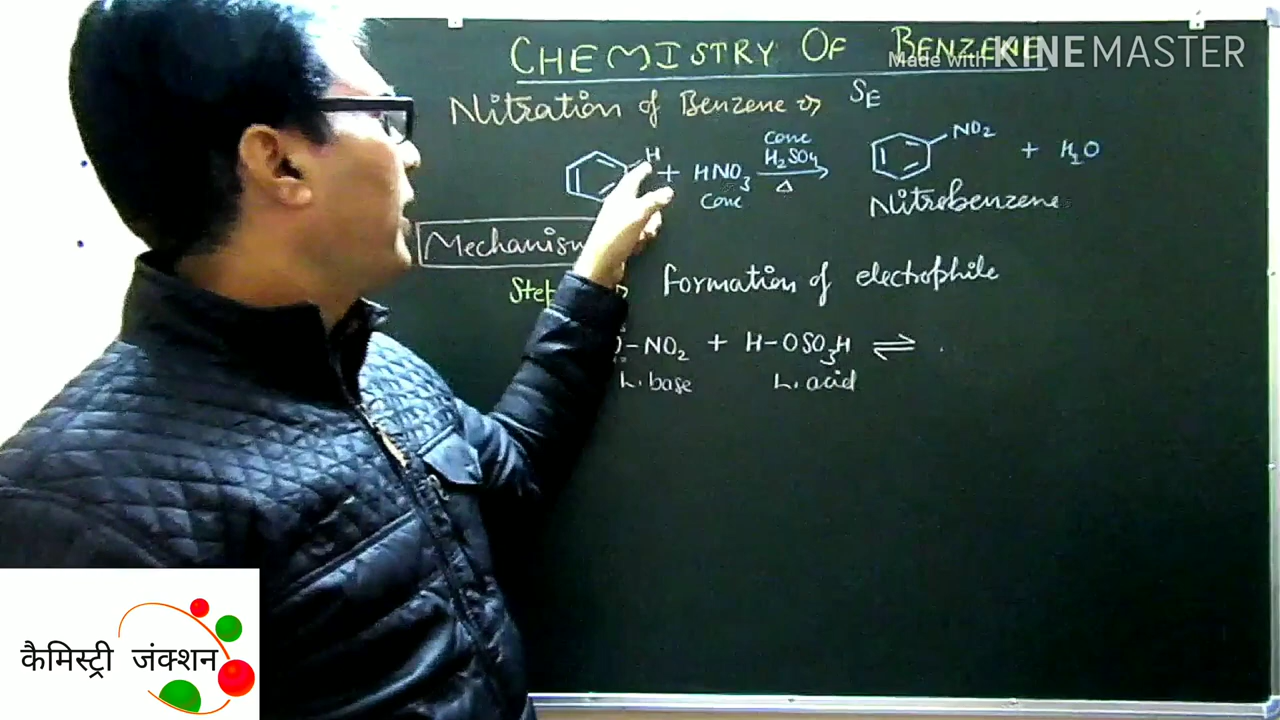 CHEMISTRY OF BENZENE
Made with KINEMASTER
Nitration of Benzene ⇒ SE
H + HNO3 Conc H2SO4 Δ → NO2 + H2O
Conc
Nitrobenzene
Mechanism
Step Formation of electrophile
O-NO2 + H-OSO3H ⇌
L. base L. acid
कैमिस्ट्री जंक्शन